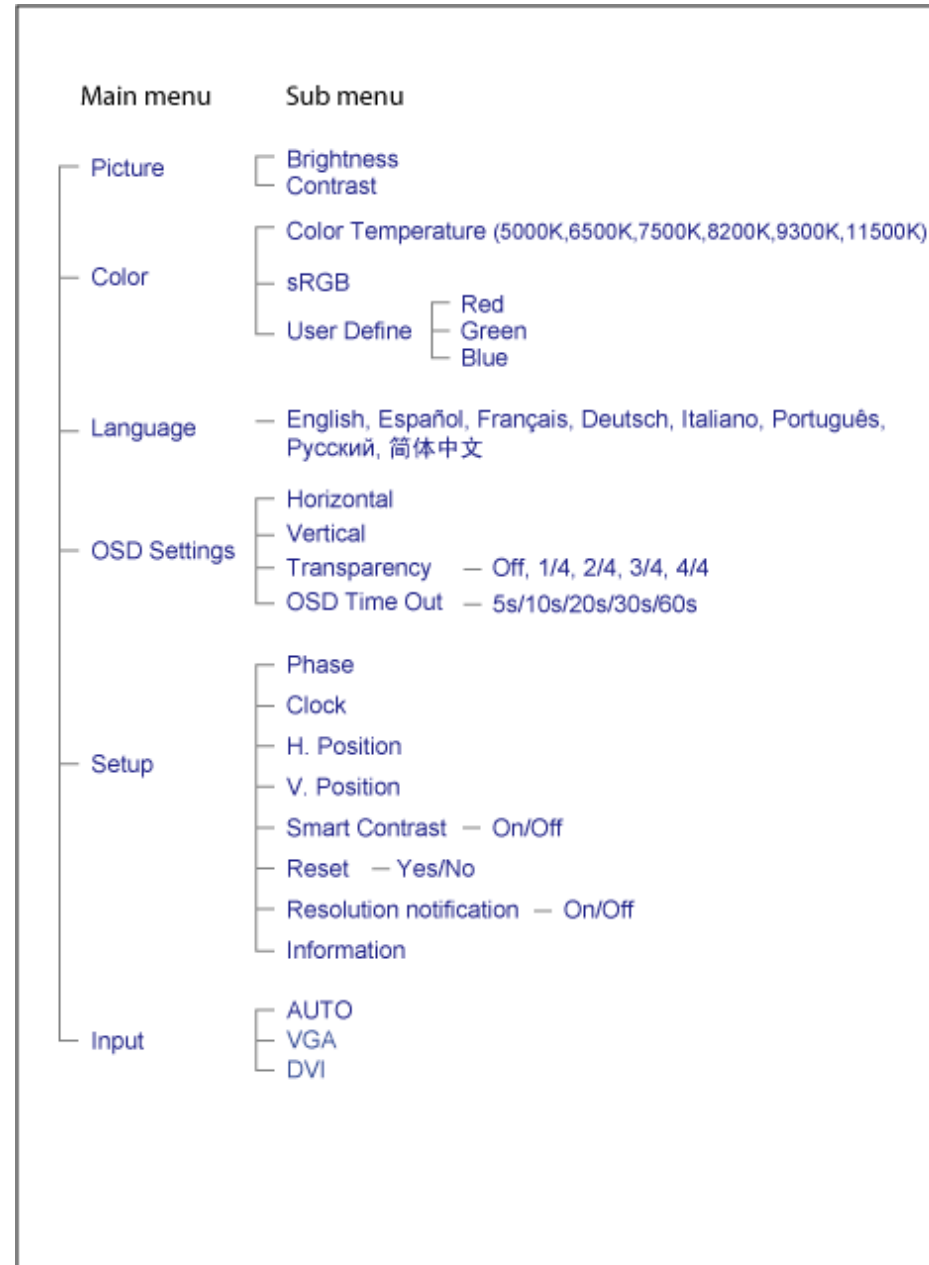 Main menu Sub menu
Picture
Brightness
Contrast
Color
Color Temperature (5000K,6500K,7500K,8200K,9300K,11500K)
sRGB
User Define
Red
Green
Blue
Language
English, Español, Français, Deutsch, Italiano, Português,
Русский, 简体中文
OSD Settings
Horizontal
Vertical
Transparency — Off, 1/4, 2/4, 3/4, 4/4
OSD Time Out — 5s/10s/20s/30s/60s
Setup
Phase
Clock
H. Position
V. Position
Smart Contrast — On/Off
Reset — Yes/No
Resolution notification — On/Off
Information
Input
AUTO
VGA
DVI